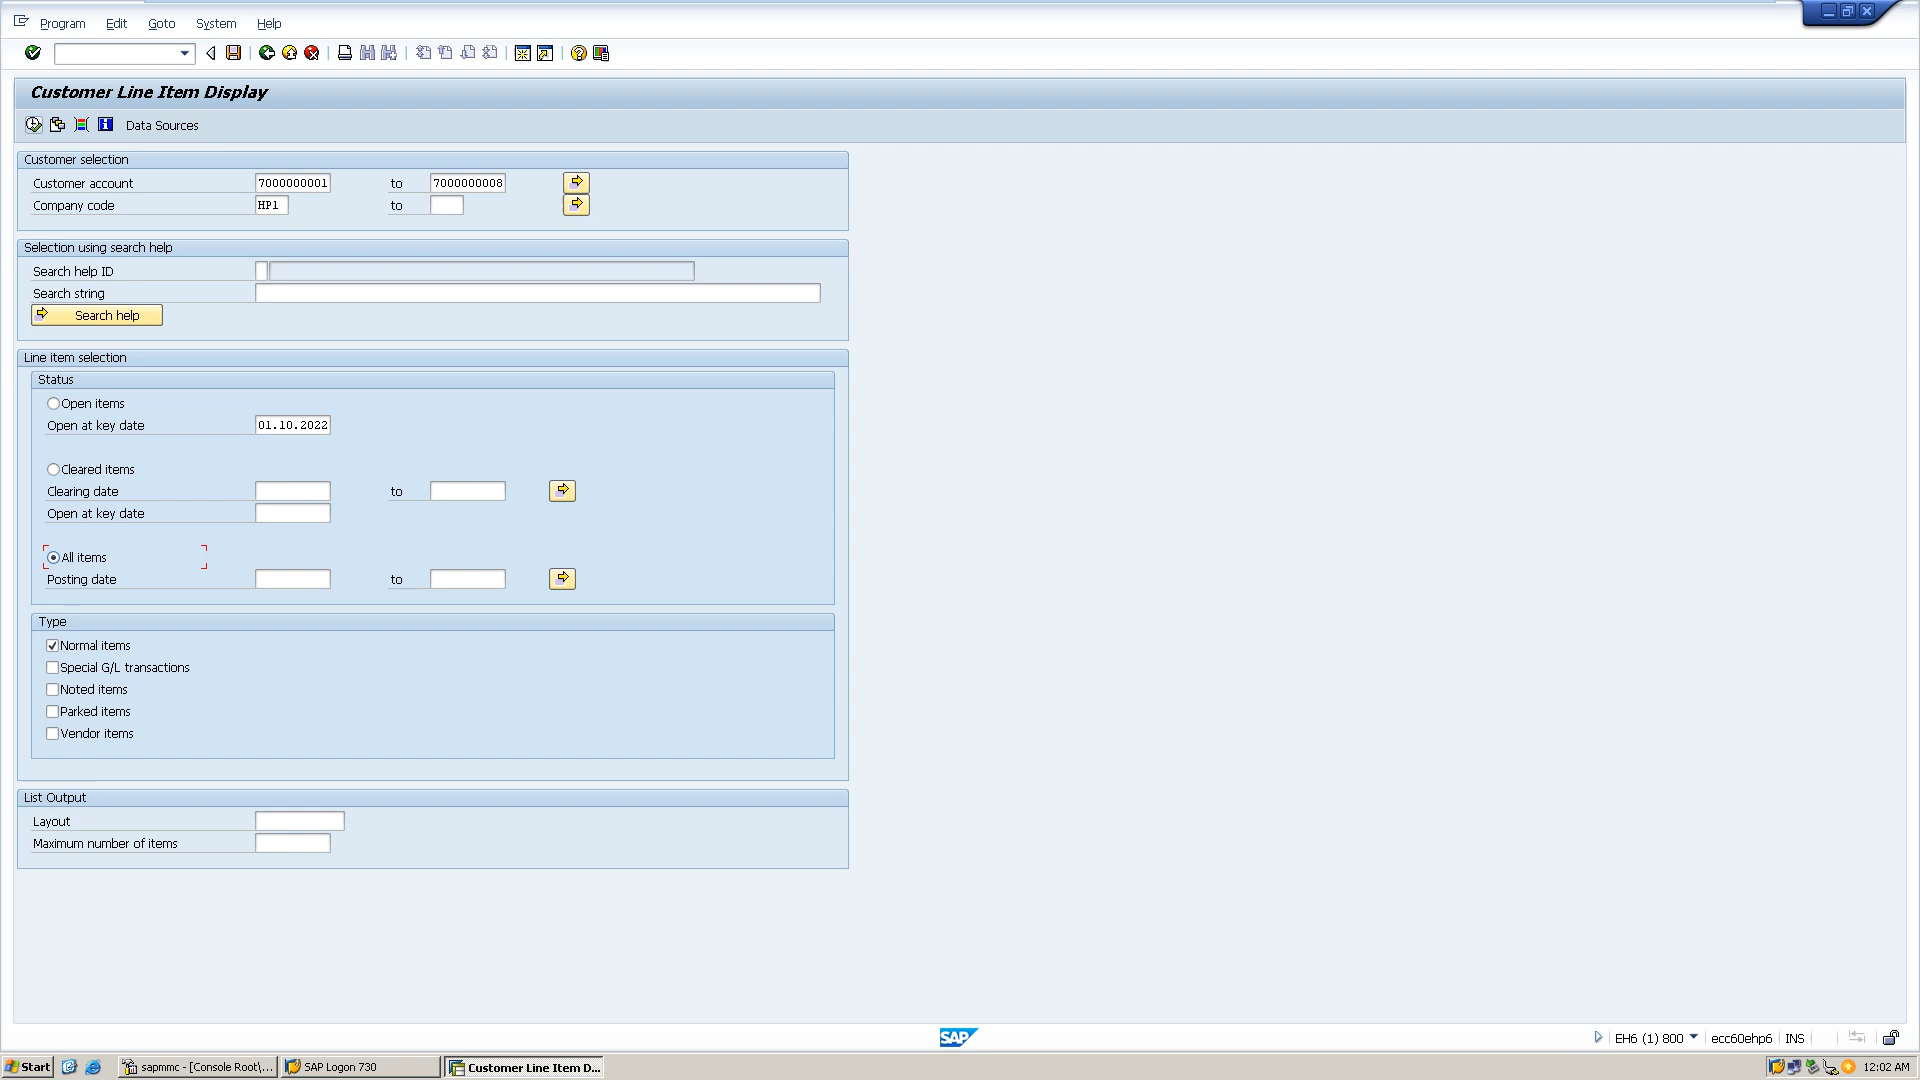 Program Edit Goto System Help
Customer Line Item Display
Data Sources
Customer selection
Customer account 7000000001 to 7000000008
Company code HP1 to
Selection using search help
Search help ID
Search string
Search help
Line item selection
Status
Open items
Open at key date 01.10.2022
Cleared items
Clearing date to
Open at key date
All items
Posting date to
Type
Normal items
Special G/L transactions
Noted items
Parked items
Vendor items
List Output
Layout
Maximum number of items
SAP EH6 (1) 800 ecc60ehp6 INS
Start sapmmc - [Console Root\... SAP Logon 730 Customer Line Item D... 12:02 AM